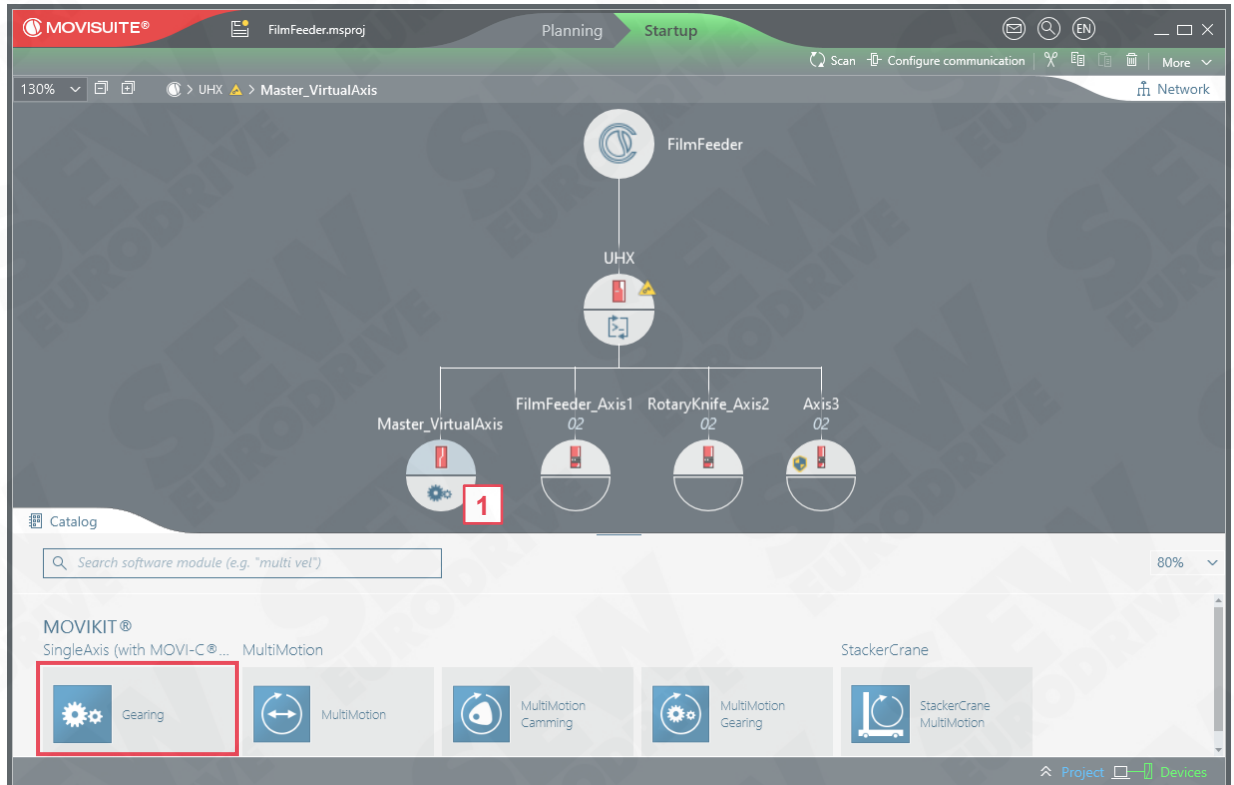 MOVISUITE®
FilmFeeder.msproj
Planning
Startup
EN
Scan
Configure communication
More
130%
> UHX > Master_VirtualAxis
Network
FilmFeeder
UHX
Master_VirtualAxis
FilmFeeder_Axis1
02
RotaryKnife_Axis2
02
Axis3
02
1
Catalog
Search software module (e.g. "multi vel")
80%
MOVIKIT®
SingleAxis (with MOVI-C®...
MultiMotion
StackerCrane
Gearing
MultiMotion
MultiMotion
Camming
MultiMotion
Gearing
StackerCrane
MultiMotion
Project
Devices
SEW
EURODRIVE